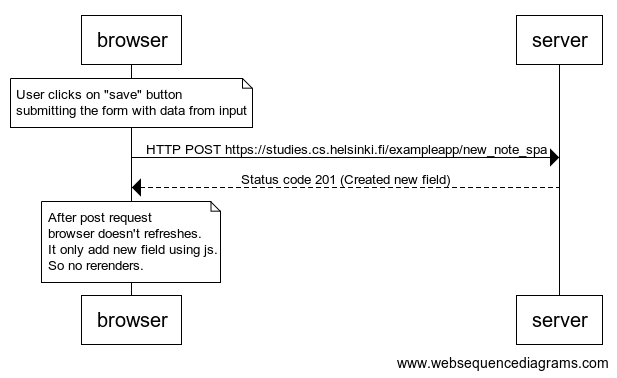 browser
server
User clicks on "save" button
submitting the form with data from input
HTTP POST https://studies.cs.helsinki.fi/exampleapp/new_note_spa
Status code 201 (Created new field)
After post request
browser doesn't refreshes.
It only add new field using js.
So no rerenders.
browser
server
www.websequencediagrams.com